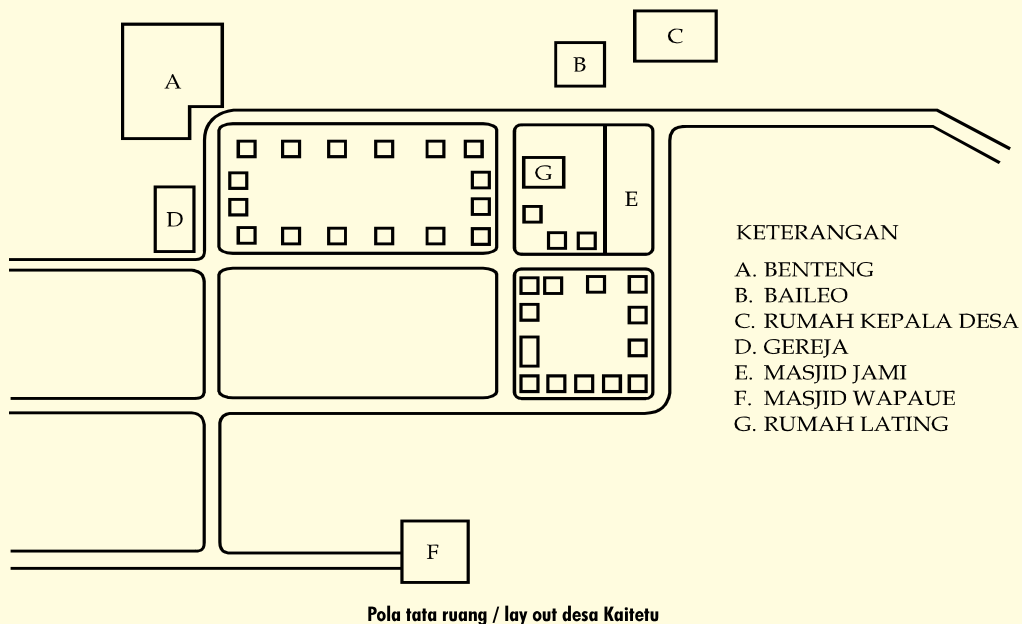 C
B
A
G
E
D
KETERANGAN
A. BENTENG
B. BAILEO
C. RUMAH KEPALA DESA
D. GEREJA
E. MASJID JAMI
F. MASJID WAPAUE
G. RUMAH LATING
F
Pola tata ruang / lay out desa Kaitetu